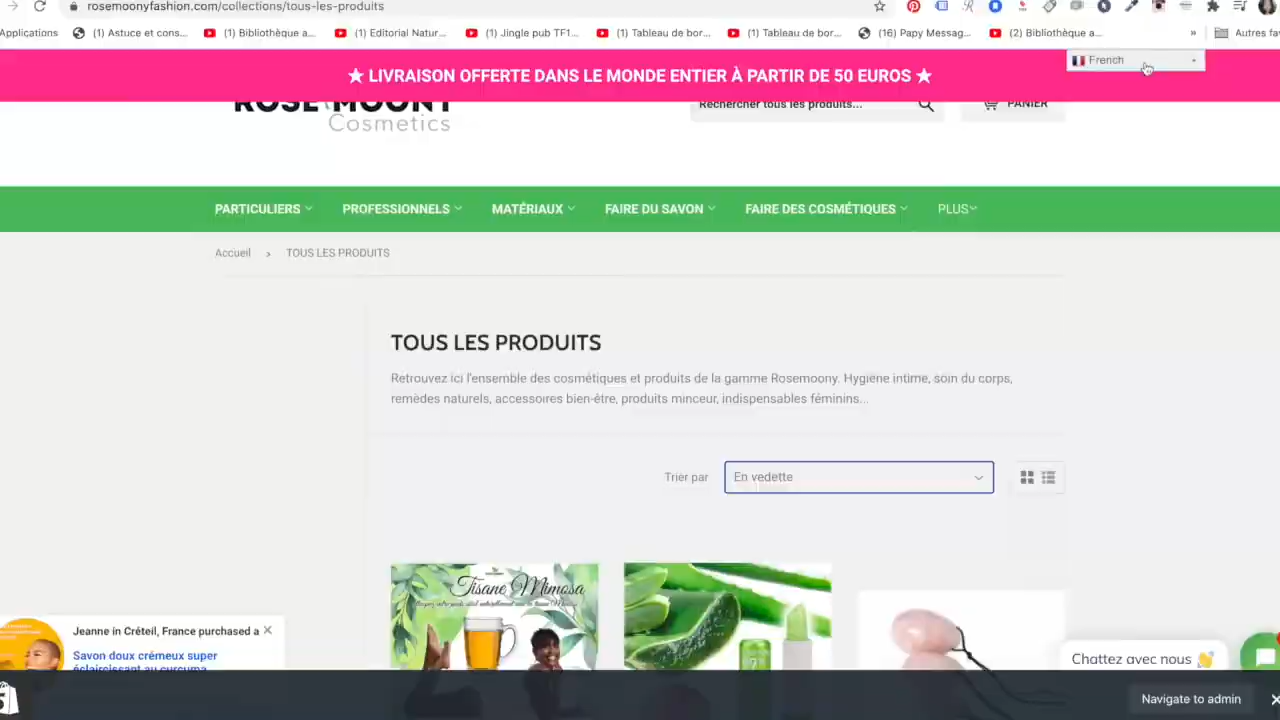 rosemoonyfashion.com/collections/tous-les-produits
Applications (1) Astuce et cons... (1) Bibliothèque a... (1) Editorial Natur... (1) Jingle pub TF1... (1) Tableau de bor... (1) Tableau de bor... (16) Papy Messag... (2) Bibliothèque a... » Autres fa
French
★ LIVRAISON OFFERTE DANS LE MONDE ENTIER À PARTIR DE 50 EUROS ★
ROSE MOONY
Cosmetics
Rechercher tous les produits...
PANIER
PARTICULIERS PROFESSIONNELS MATÉRIAUX FAIRE DU SAVON FAIRE DES COSMÉTIQUES PLUS
Accueil › TOUS LES PRODUITS
TOUS LES PRODUITS
Retrouvez ici l'ensemble des cosmétiques et produits de la gamme Rosemoony. Hygiène intime, soin du corps,
remèdes naturels, accessoires bien-être, produits minceur, indispensables féminins...
Trier par En vedette
Tisane Mimosa
Jeanne in Créteil, France purchased a
Savon doux crémeux super
éclaircissant au curcuma
Chattez avec nous 👋
Navigate to admin